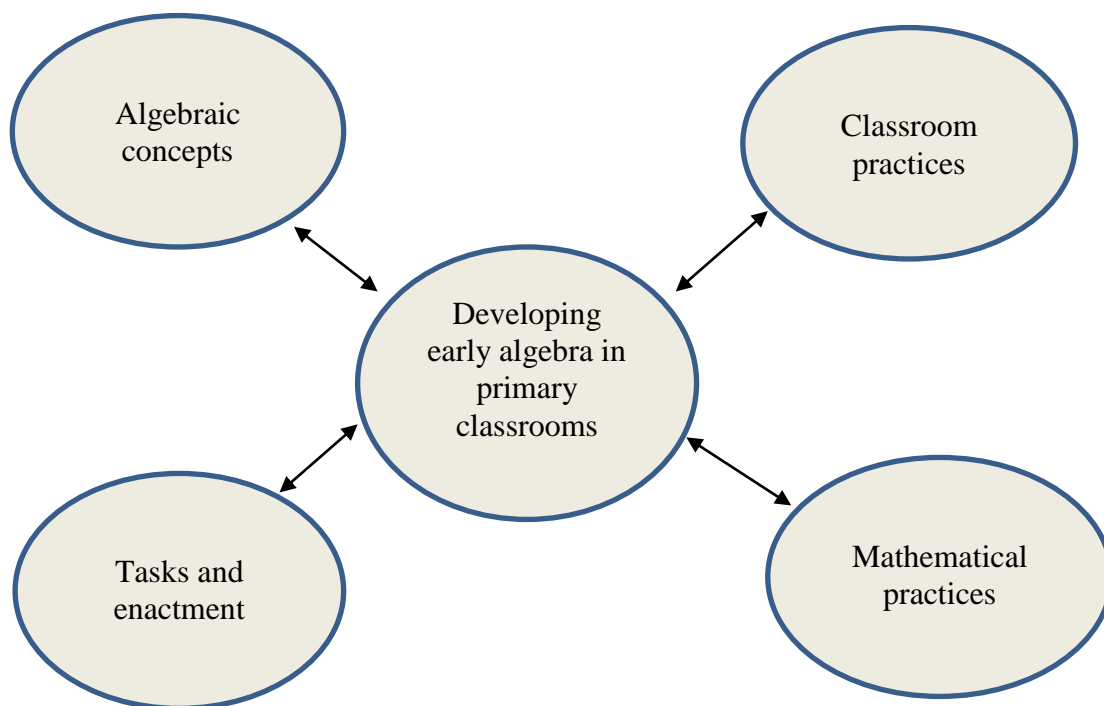 Algebraic
concepts
Classroom
practices
Developing
early algebra in
primary
classrooms
Tasks and
enactment
Mathematical
practices